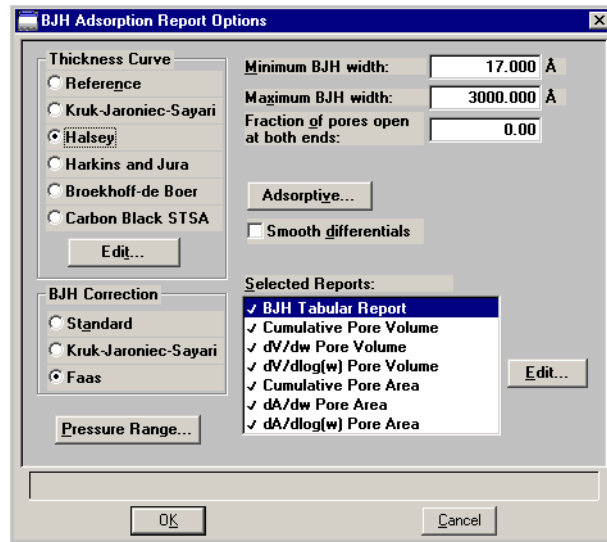 BJH Adsorption Report Options
Thickness Curve
Reference
Kruk-Jaroniec-Sayari
Halsey
Harkins and Jura
Broekhoff-de Boer
Carbon Black STSA
Edit...
BJH Correction
Standard
Kruk-Jaroniec-Sayari
Faas
Pressure Range...
Minimum BJH width: 17.000 Å
Maximum BJH width: 3000.000 Å
Fraction of pores open
at both ends: 0.00
Adsorptive...
Smooth differentials
Selected Reports:
✓ BJH Tabular Report
✓ Cumulative Pore Volume
✓ dV/dw Pore Volume
✓ dV/dlog(w) Pore Volume
✓ Cumulative Pore Area
✓ dA/dw Pore Area
✓ dA/dlog(w) Pore Area
Edit...
OK
Cancel